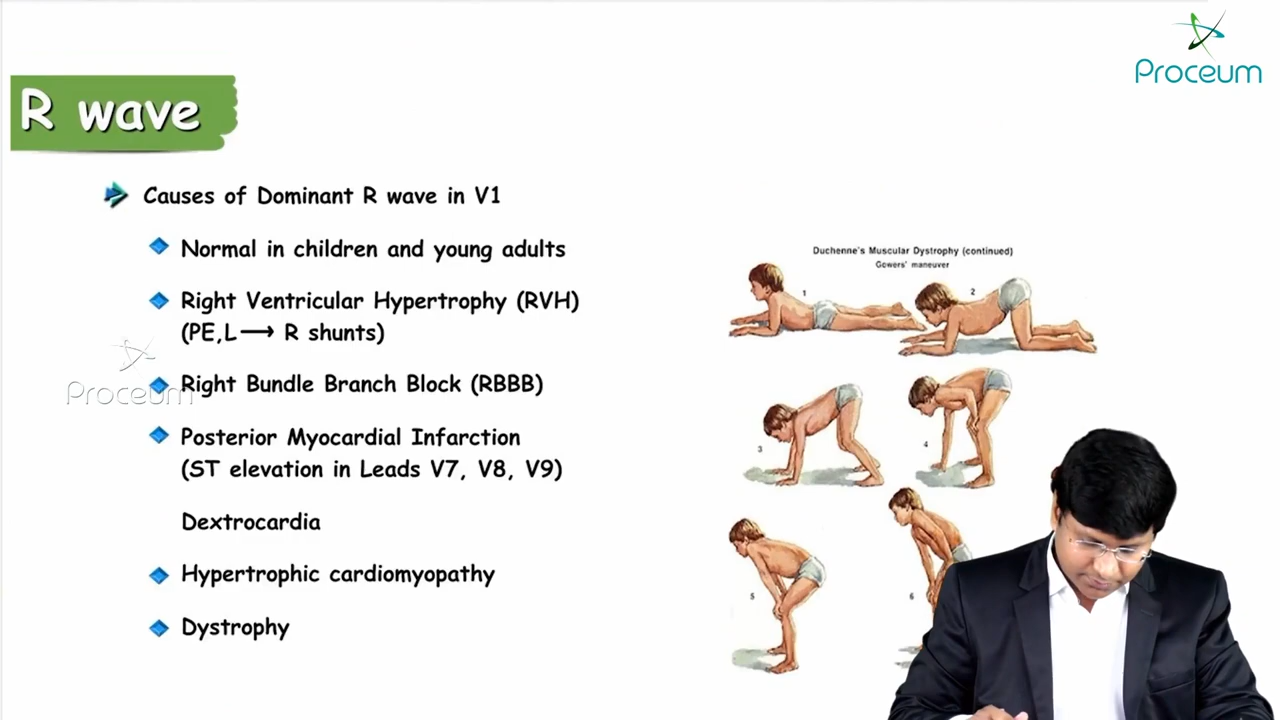 Proceum
R wave
Causes of Dominant R wave in V1
Normal in children and young adults
Right Ventricular Hypertrophy (RVH)
(PE,L⟶ R shunts)
Proceum
Right Bundle Branch Block (RBBB)
Posterior Myocardial Infarction
(ST elevation in Leads V7, V8, V9)
Dextrocardia
Hypertrophic cardiomyopathy
Dystrophy
Duchenne's Muscular Dystrophy (continued)
Gowers' maneuver
1
2
3
4
5
6